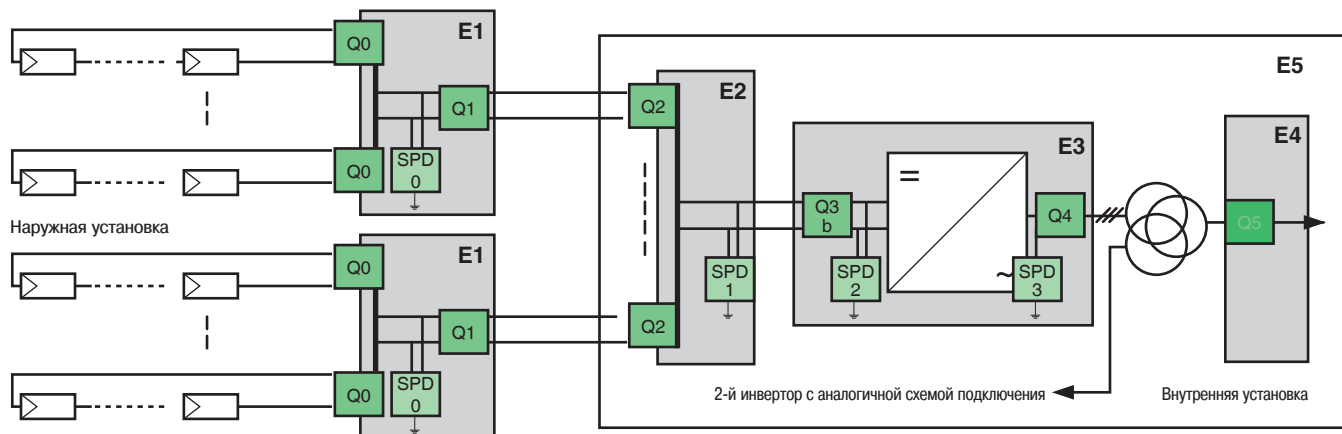 Q0
E1
Q1
SPD
0
Q0
Наружная установка
Q0
E1
Q1
SPD
0
Q0
E5
E2
Q2
Q2
SPD
1
E3
Q3
b
=
Q4
SPD
2
~
SPD
3
E4
Q5
2-й инвертор с аналогичной схемой подключения
Внутренняя установка